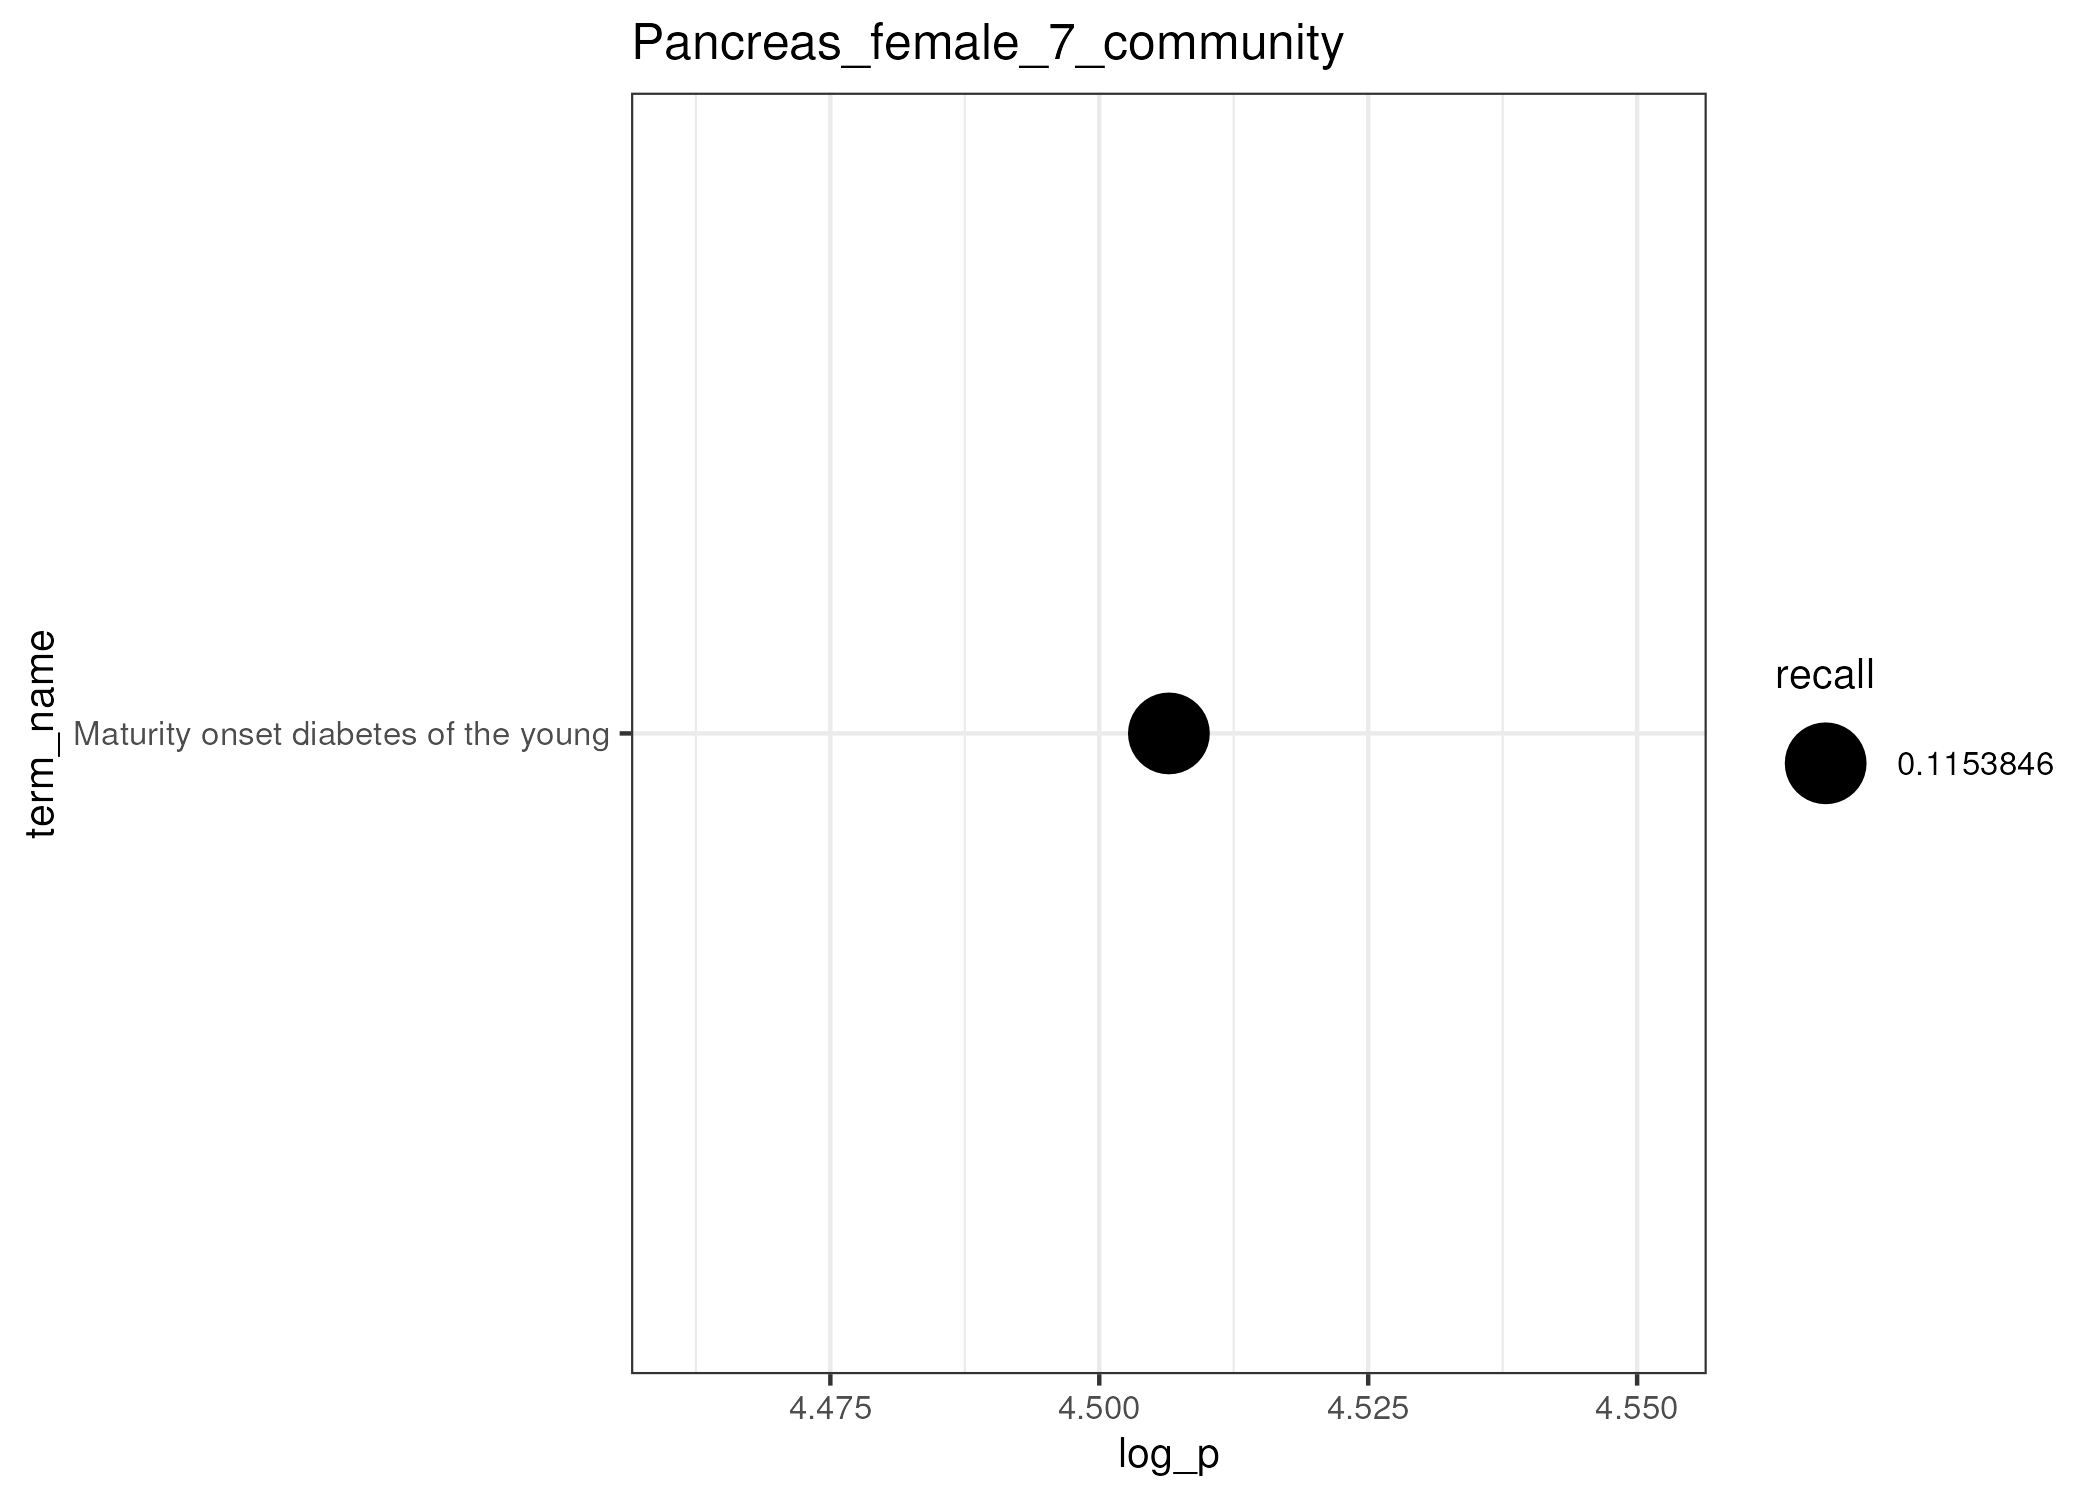 Pancreas_female_7_community
term_name
Maturity onset diabetes of the young
recall
0.1153846
4.475
4.500
4.525
4.550
log_p